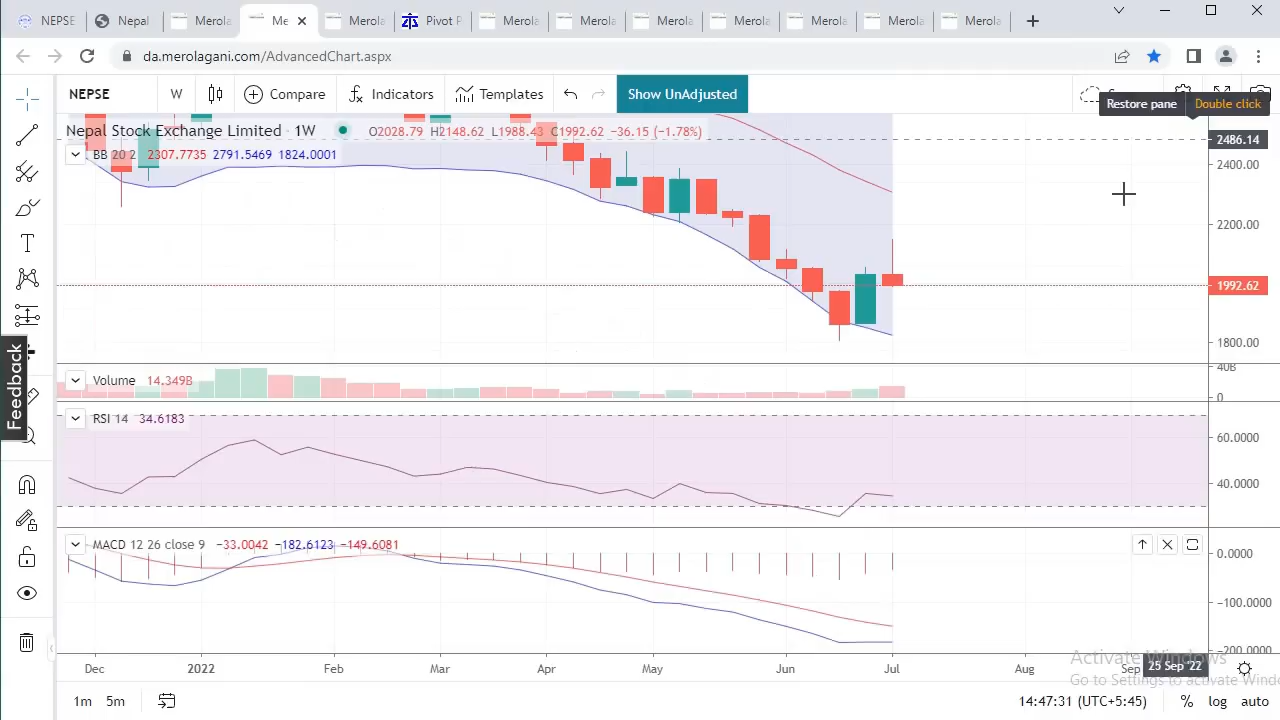 NEPSE Nepal Merola Me Merola Pivot P Merola Merola Merola Merola Merola Merola Merola
da.merolagani.com/AdvancedChart.aspx
NEPSE W Compare Indicators Templates Show UnAdjusted
Restore pane Double click
Nepal Stock Exchange Limited · 1W O2028.79 H2148.62 L1988.43 C1992.62 −36.15 (−1.78%)
2486.14
BB 20 2 2307.7735 2791.5469 1824.0001
2400.00
T
2200.00
1992.62
1800.00
Feedback
Volume 14.349B
40B
0
RSI 14 34.6183
60.0000
40.0000
MACD 12 26 close 9 −33.0042 −182.6123 −149.6081
0.0000
−100.0000
−200.0000
Dec 2022 Feb Mar Apr May Jun Jul Aug Sep 25 Sep '22
Activate Windows
Go to Settings to activate Wind
1m 5m 14:47:31 (UTC+5:45) % log auto